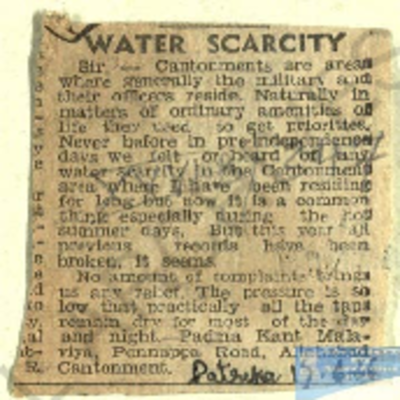 WATER SCARCITY
Sir — Cantonments are areas
where generally the military and
their officers reside. Naturally in
matters of ordinary amenities of
life they used to get priorities.
Never before in pre-independence
days we felt or heard of any
water scarcity in the Cantonment
area where I have been residing
for long but now it is a common
thing especially during the hot
summer days. But this year all
previous records have been
broken, it seems.
No amount of complaints brings
us any relief. The pressure is so
low that practically all the taps
remain dry for most of the day
and night.—Padma Kant Mala-
viya, Pannappa Road, Allahabad
Cantonment.
Patrika